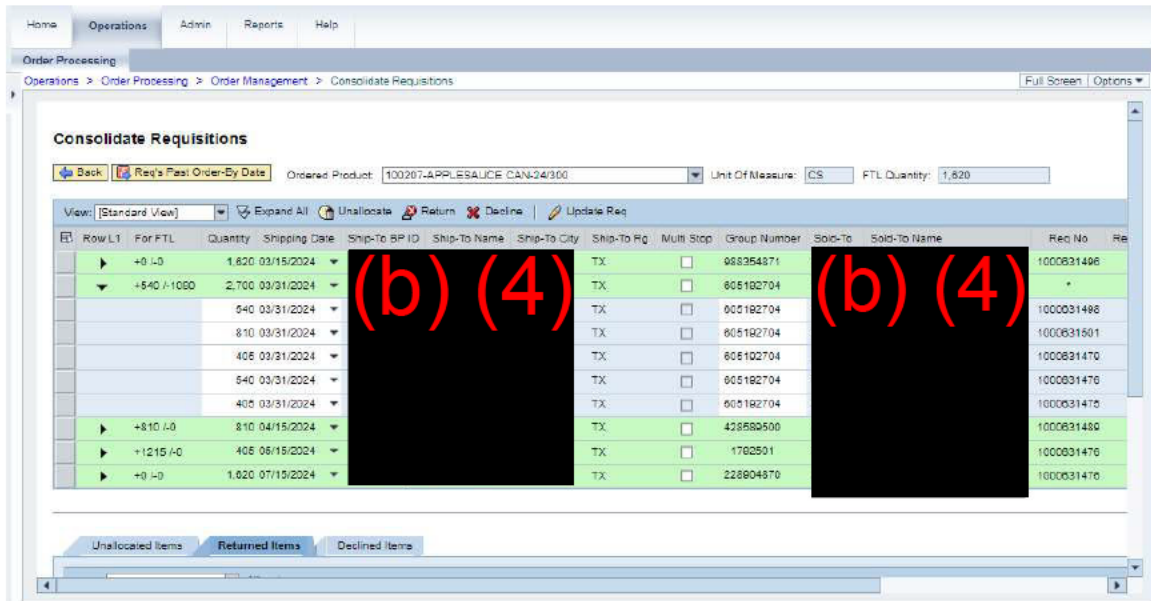 Home Operations Admin Reports Help
Order Processing
Operations > Order Processing > Order Management > Consolidate Requisitions Full Screen Options
Consolidate Requisitions
Back Req's Past Order-By Date Ordered Product: 100207-APPLESAUCE CAN-24/300 Unit Of Measure: CS FTL Quantity: 1,620
View: [Standard View] Expand All Unallocate Return Decline | Update Req
Row L1 For FTL Quantity Shipping Date Ship-To BP ID Ship-To Name Ship-To City Ship-To Rg Multi Stop Group Number Sold-To Sold-To Name Req No Re
+0 /-0 1,620 03/15/2024 (b) (4) TX 988354871 (b) (4) 1000631496
+540 /-1080 2,700 03/31/2024 TX 605192704 *
540 03/31/2024 TX 605192704 1000631498
810 03/31/2024 TX 605192704 1000631501
405 03/31/2024 TX 605192704 1000631479
540 03/31/2024 TX 605192704 1000631476
405 03/31/2024 TX 605192704 1000631475
+810 /-0 810 04/15/2024 TX 428589500 1000631489
+1215 /-0 405 05/15/2024 TX 1792501 1000631476
+0 /-0 1,620 07/15/2024 TX 228904870 1000631476
Unallocated Items Returned Items Declined Items